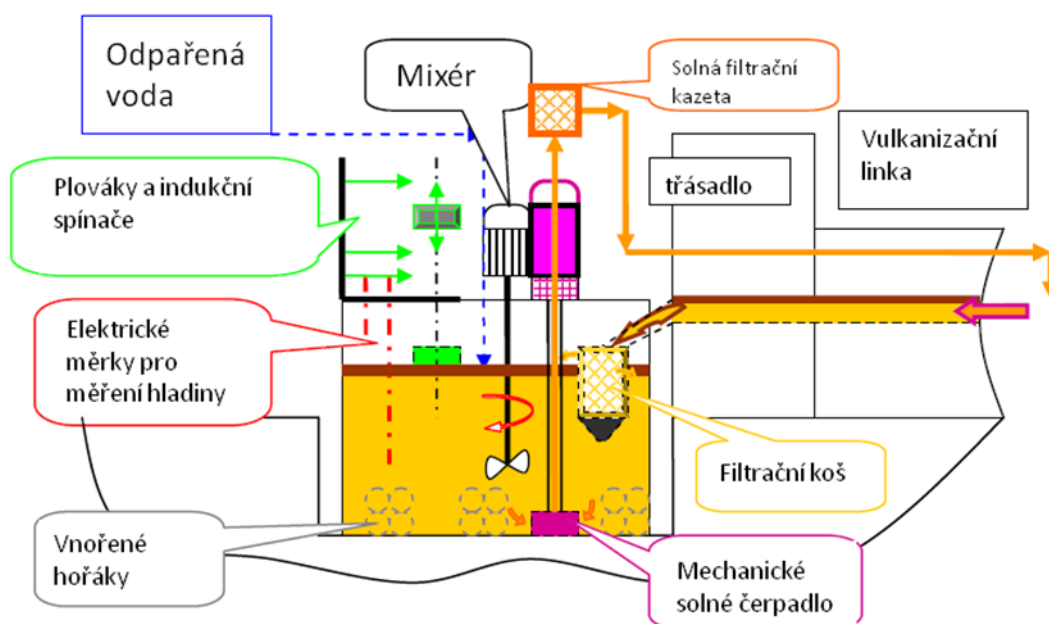 Odpařená
voda
Mixér
Solná filtrační
kazeta
Vulkanizační
linka
třásadlo
Plováky a indukční
spínače
Elektrické
měrky pro
měření hladiny
Filtrační koš
Vnořené
hořáky
Mechanické
solné čerpadlo